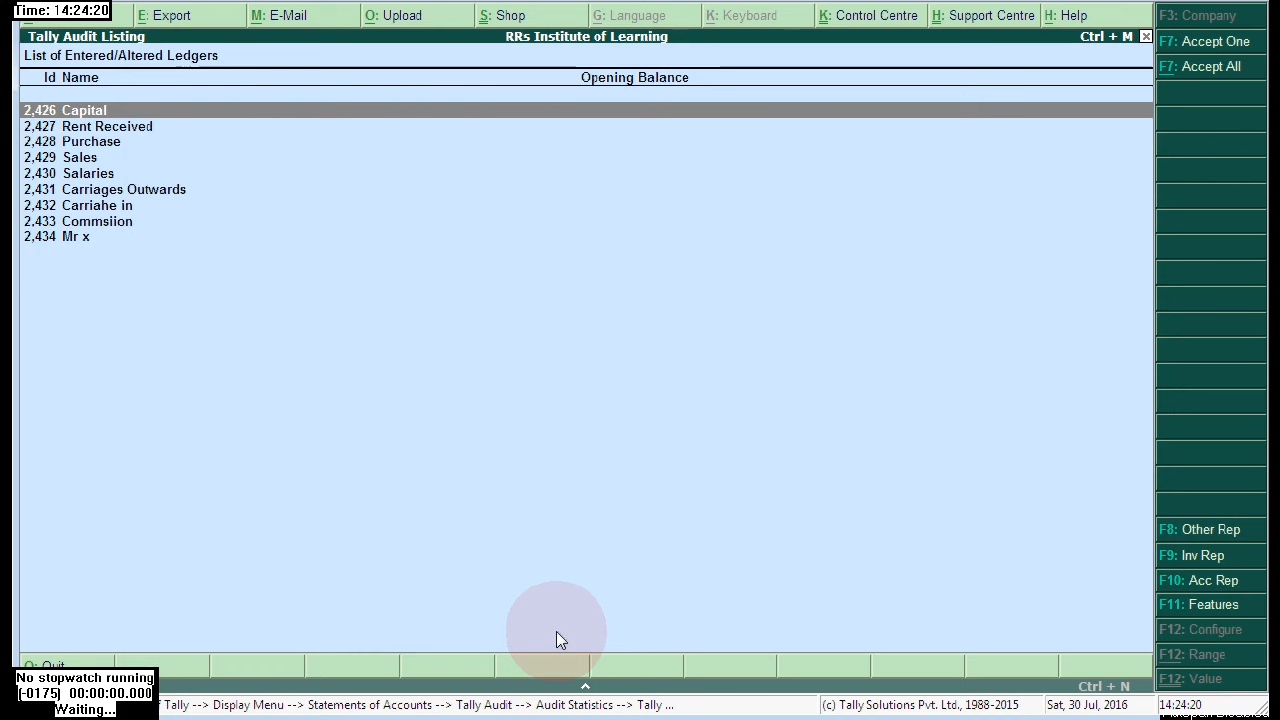 Time: 14:24:20
E: Export
M: E-Mail
O: Upload
S: Shop
G: Language
K: Keyboard
K: Control Centre
H: Support Centre
H: Help
F3: Company
Tally Audit Listing
RRs Institute of Learning
Ctrl + M
F7: Accept One
List of Entered/Altered Ledgers
F7: Accept All
Id Name
Opening Balance
2,426 Capital
2,427 Rent Received
2,428 Purchase
2,429 Sales
2,430 Salaries
2,431 Carriages Outwards
2,432 Carriahe in
2,433 Commsiion
2,434 Mr x
F8: Other Rep
F9: Inv Rep
F10: Acc Rep
F11: Features
F12: Configure
F12: Range
F12: Value
Q: Quit
No stopwatch running
[-0175] 00:00:00.000
Waiting...
Ctrl + N
of Tally --> Display Menu --> Statements of Accounts --> Tally Audit --> Audit Statistics --> Tally ...
(c) Tally Solutions Pvt. Ltd., 1988-2015
Sat, 30 Jul, 2016
14:24:20